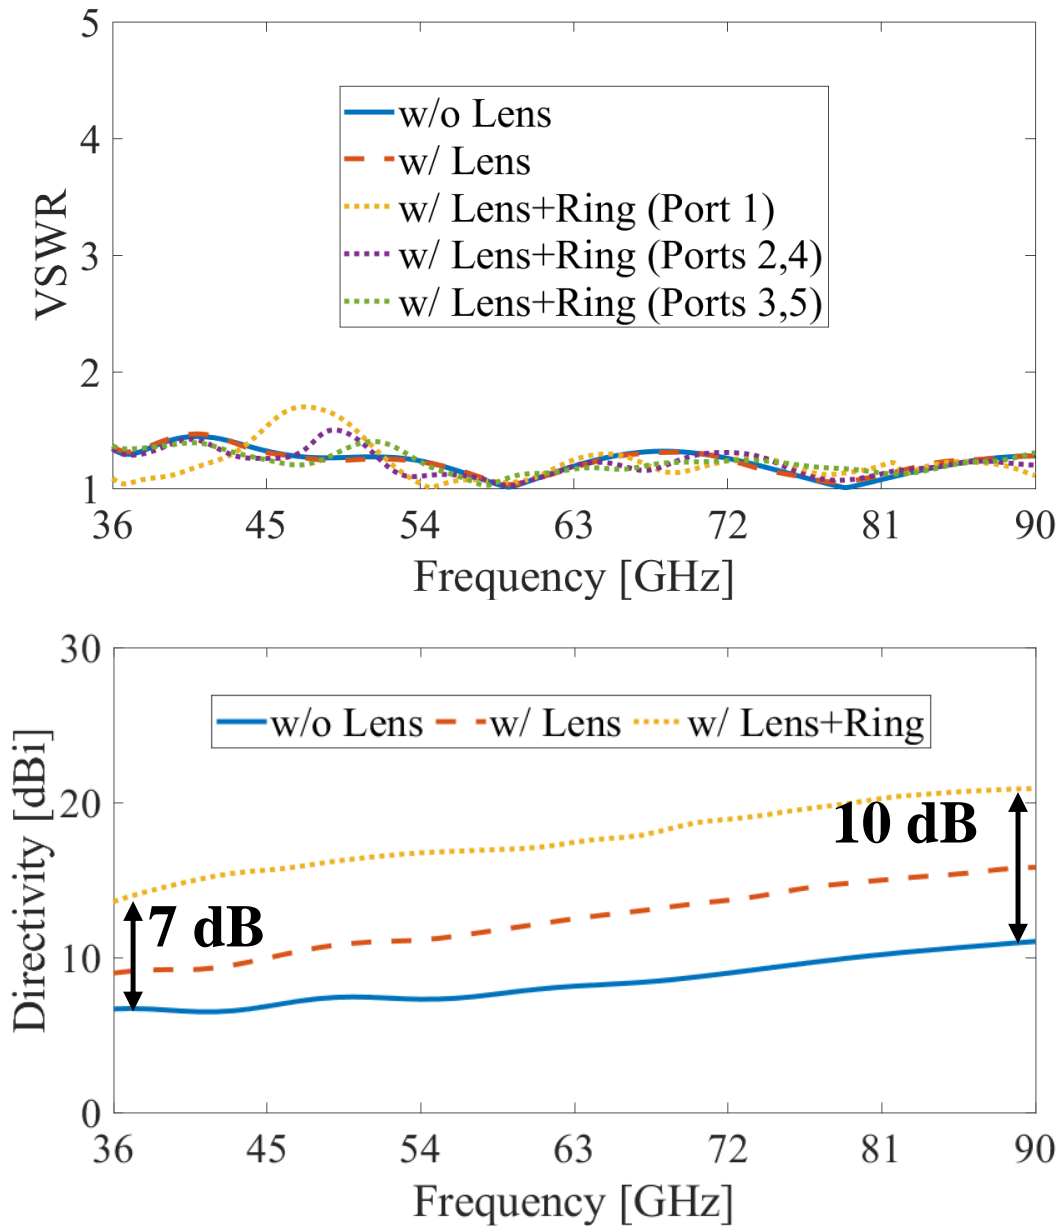 5
4
3
2
1
VSWR
w/o Lens
w/ Lens
w/ Lens+Ring (Port 1)
w/ Lens+Ring (Ports 2,4)
w/ Lens+Ring (Ports 3,5)
36 45 54 63 72 81 90
Frequency [GHz]
30
20
10
0
Directivity [dBi]
w/o Lens w/ Lens w/ Lens+Ring
10 dB
7 dB
36 45 54 63 72 81 90
Frequency [GHz]